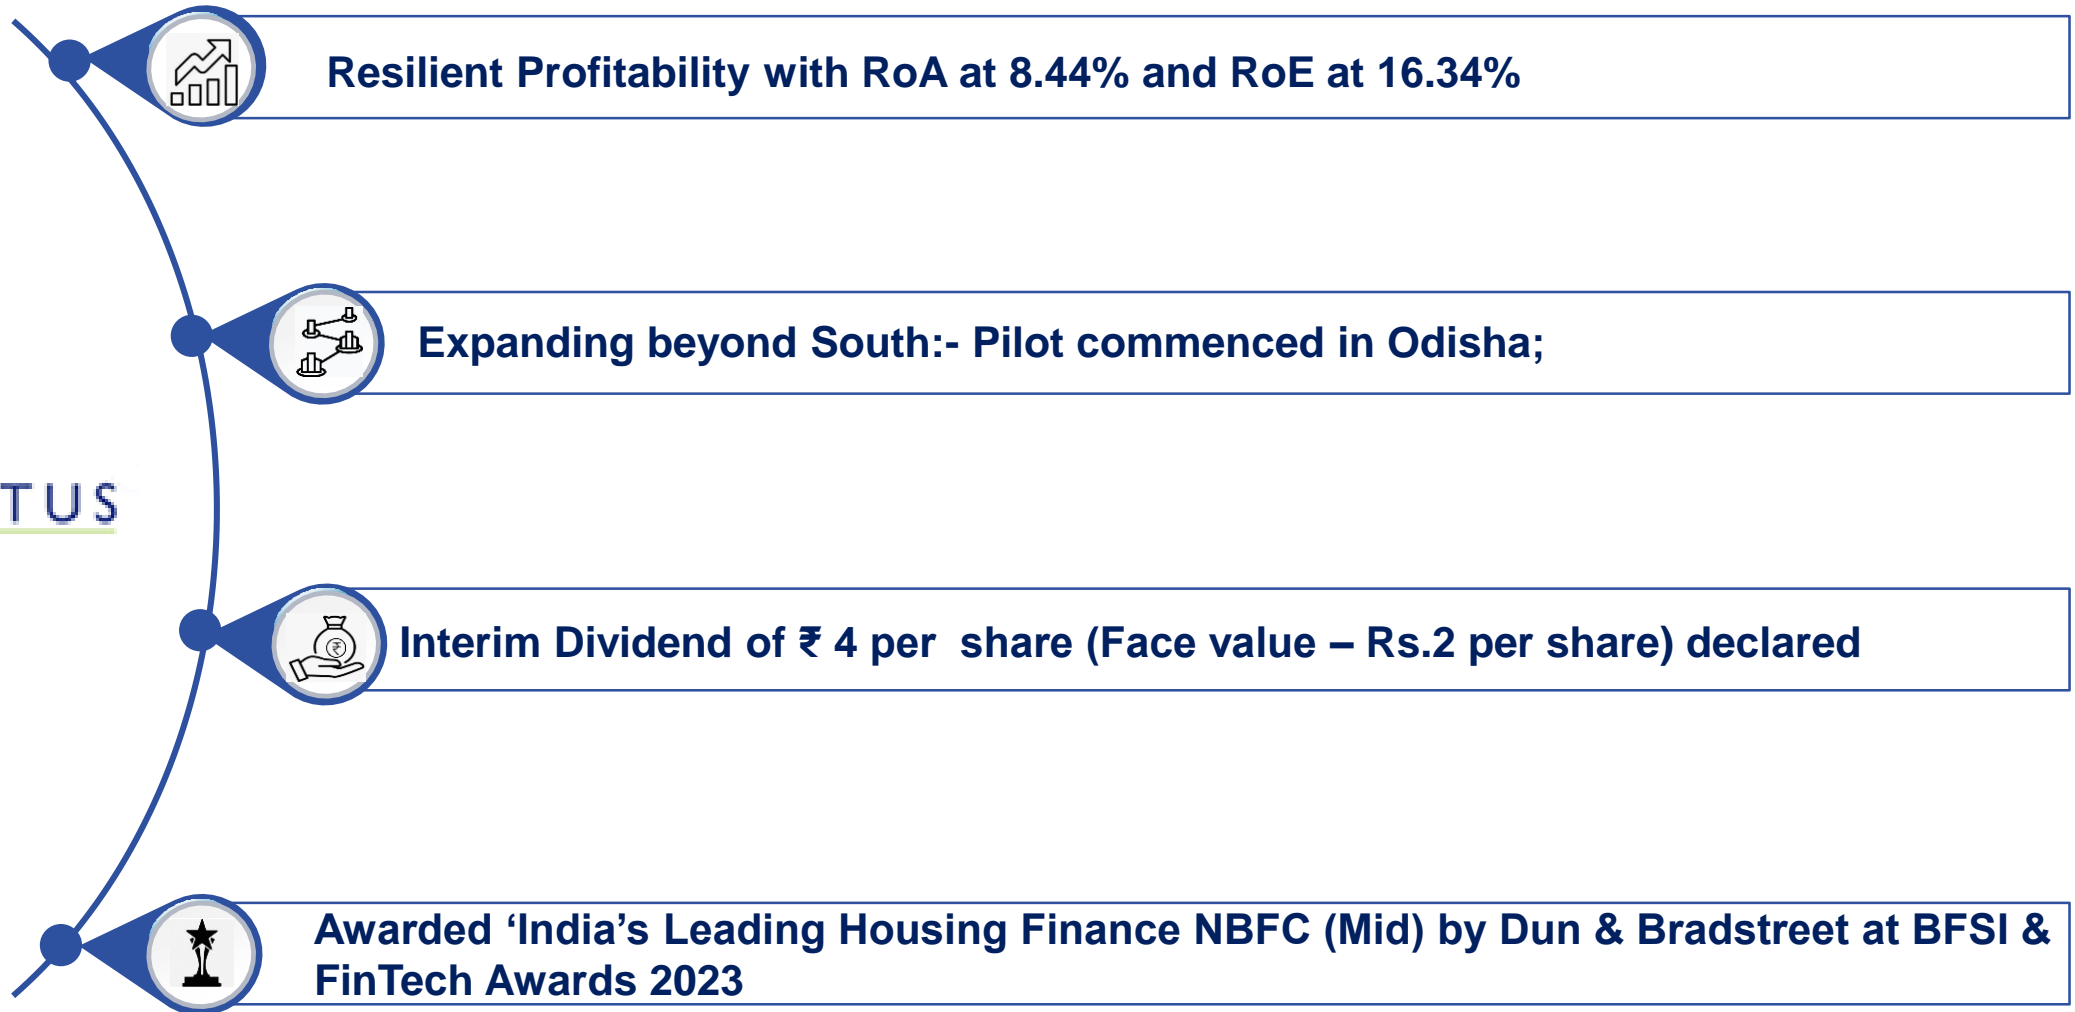 Resilient Profitability with RoA at 8.44% and RoE at 16.34%
Expanding beyond South:- Pilot commenced in Odisha;
TUS
Interim Dividend of ₹ 4 per  share (Face value – Rs.2 per share) declared
₹
Awarded ‘India’s Leading Housing Finance NBFC (Mid) by Dun & Bradstreet at BFSI &
FinTech Awards 2023